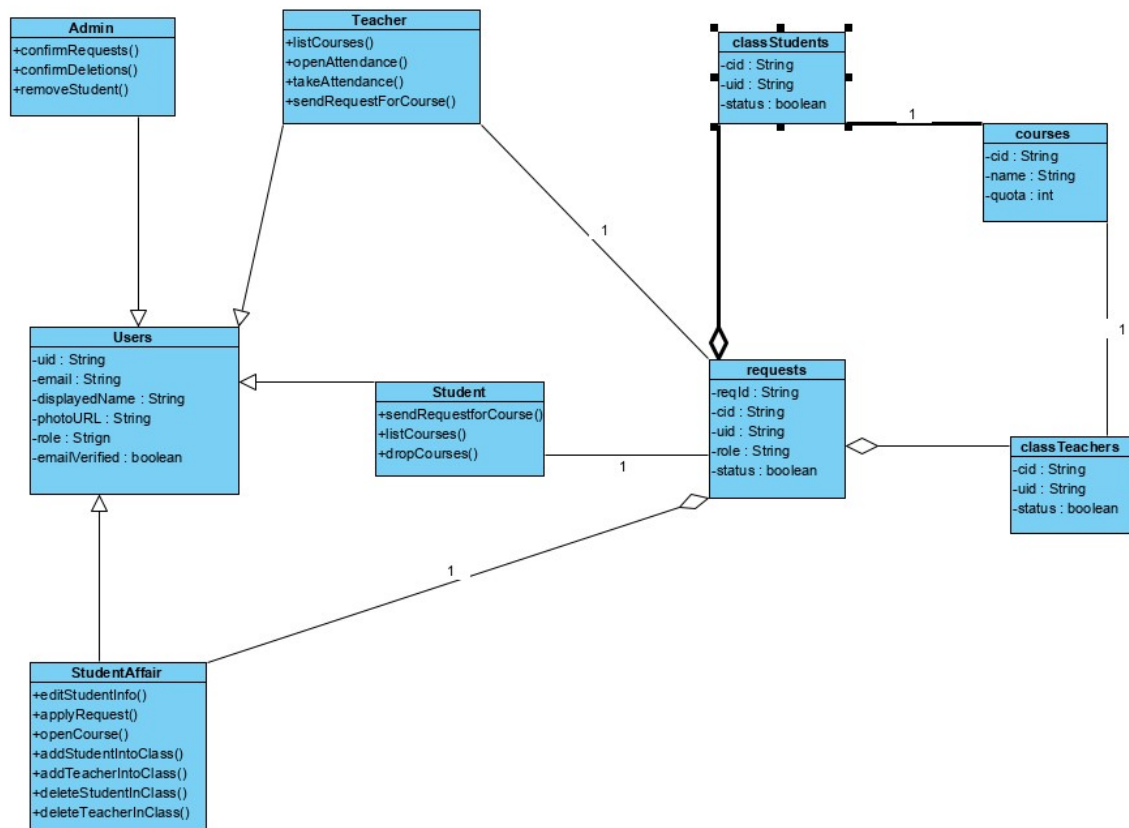 Admin
+confirmRequests()
+confirmDeletions()
+removeStudent()
Teacher
+listCourses()
+openAttendance()
+takeAttendance()
+sendRequestForCourse()
classStudents
-cid : String
-uid : String
-status : boolean
1
courses
-cid : String
-name : String
-quota : int
1
1
Users
-uid : String
-email : String
-displayedName : String
-photoURL : String
-role : Strign
-emailVerified : boolean
Student
+sendRequestforCourse()
+listCourses()
+dropCourses()
1
requests
-reqId : String
-cid : String
-uid : String
-role : String
-status : boolean
classTeachers
-cid : String
-uid : String
-status : boolean
1
StudentAffair
+editStudentInfo()
+applyRequest()
+openCourse()
+addStudentIntoClass()
+addTeacherIntoClass()
+deleteStudentInClass()
+deleteTeacherInClass()